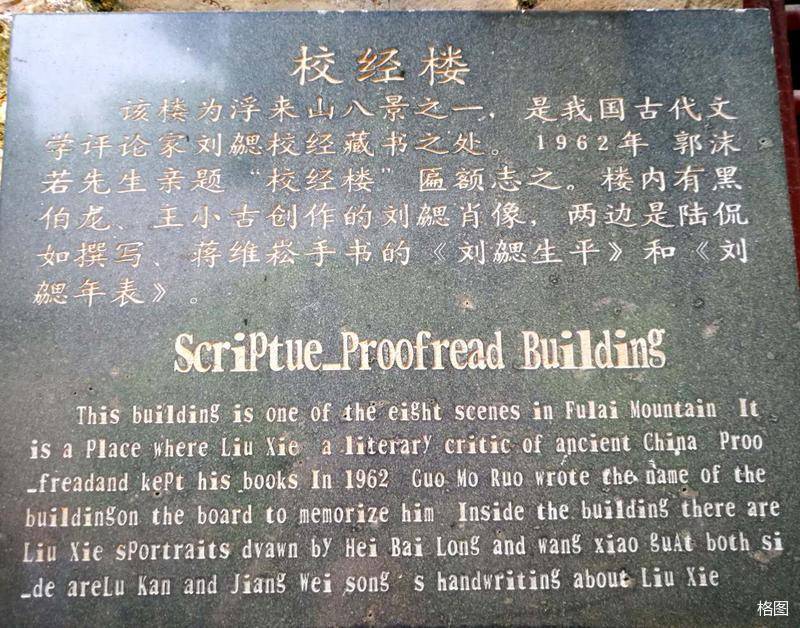 校经楼
该楼为浮来山八景之一，是我国古代文
学评论家刘勰校经藏书之处。1962年 郭沫
若先生亲题“校经楼”匾额志之。楼内有黑
伯龙、王小古创作的刘勰肖像，两边是陆侃
如撰写、蒋维崧手书的《刘勰生平》和《刘
勰年表》。
Scriptue_Proofread Building
This building is one of the eight scenes in Fulai Mountain It
is a Place where Liu Xie a literary critic of ancient China Proo
_freadand kept his books In 1962 Guo Mo Ruo wrote the name of the
buildingon the board to memorize him Inside the building there are
Liu Xie sPortraits dvawn by Hei Bai Long and wang xiao guAt both si
_de areLu Kan and Jiang Wei song's handwriting about Liu Xie
格图